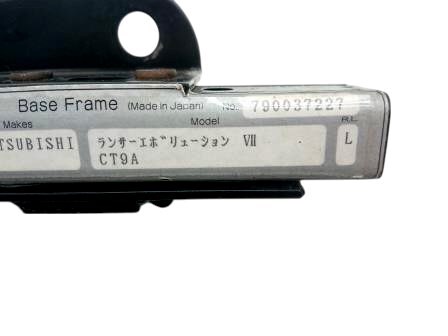 Base Frame (Made in Japan) No. 790037227
Makes Model R.L.
TSUBISHI ランサーエボリューション Ⅶ L
CT9A